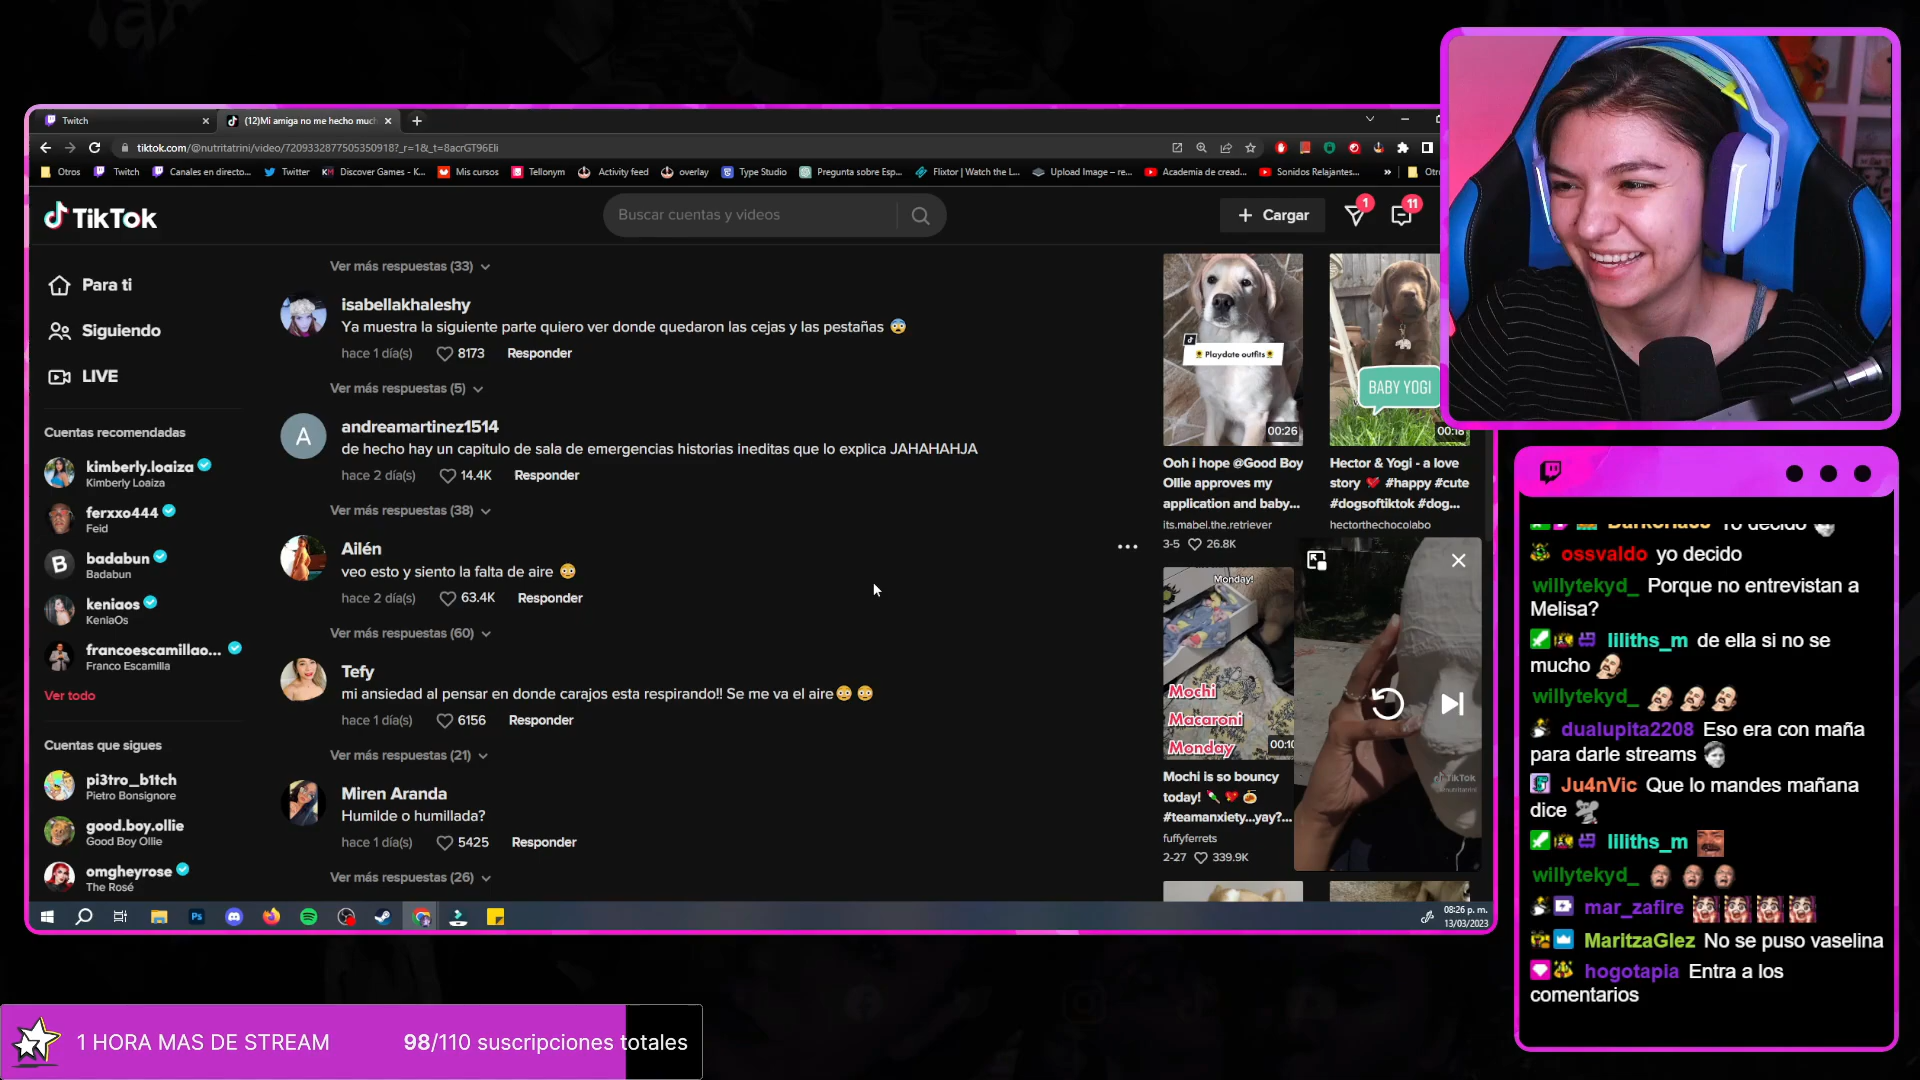 Twitch
(12)Mi amiga no me hecho much
tiktok.com/@nutritatrini/video/7209332877505350918?_r=1&_t=8acrGT96EIi
Otros
Twitch
Canales en directo...
Twitter
Discover Games - K...
Mis cursos
Tellonym
Activity feed
overlay
Type Studio
Pregunta sobre Esp...
Flixtor | Watch the L...
Upload Image – re...
Academia de cread...
Sonidos Relajantes...
»
TikTok
Buscar cuentas y videos
+ Cargar
1
11
Para ti
Siguiendo
LIVE
Cuentas recomendadas
kimberly.loaiza
Kimberly Loaiza
ferxxo444
Feid
B
badabun
Badabun
keniaos
KeniaOs
francoescamillao...
Franco Escamilla
Ver todo
Cuentas que sigues
pi3tro_b1tch
Pietro Bonsignore
good.boy.ollie
Good Boy Ollie
omgheyrose
The Rosé
Ver más respuestas (33)
isabellakhaleshy
Ya muestra la siguiente parte quiero ver donde quedaron las cejas y las pestañas 😨
hace 1 día(s) 8173 Responder
Ver más respuestas (5)
A
andreamartinez1514
de hecho hay un capitulo de sala de emergencias historias ineditas que lo explica JAHAHAHJA
hace 2 día(s) 14.4K Responder
Ver más respuestas (38)
Ailén
veo esto y siento la falta de aire 😳
hace 2 día(s) 63.4K Responder
Ver más respuestas (60)
Tefy
mi ansiedad al pensar en donde carajos esta respirando!! Se me va el aire😳 😳
hace 1 día(s) 6156 Responder
Ver más respuestas (21)
Miren Aranda
Humilde o humillada?
hace 1 día(s) 5425 Responder
Ver más respuestas (26)
Playdate outfits
00:26
Ooh i hope @Good Boy
Ollie approves my
application and baby...
its.mabel.the.retriever
3-5 26.8K
BABY YOGI
00:18
Hector & Yogi - a love
story ❤️ #happy #cute
#dogsoftiktok #dog...
hectorthechocolabo
Monday!
Mochi
Macaroni
Monday
00:10
Mochi is so bouncy
today!
#teamanxiety...yay?...
fuffyferrets
2-27 339.9K
TikTok
08:26 p. m.
13/03/2023
Yo decido
ossvaldo yo decido
willytekyd_ Porque no entrevistan a
Melisa?
liliths_m de ella si no se
mucho
willytekyd_
dualupita2208 Eso era con maña
para darle streams
Ju4nVic Que lo mandes mañana
dice
liliths_m
willytekyd_
mar_zafire
MaritzaGlez No se puso vaselina
hogotapia Entra a los
comentarios
1 HORA MAS DE STREAM 98/110 suscripciones totales